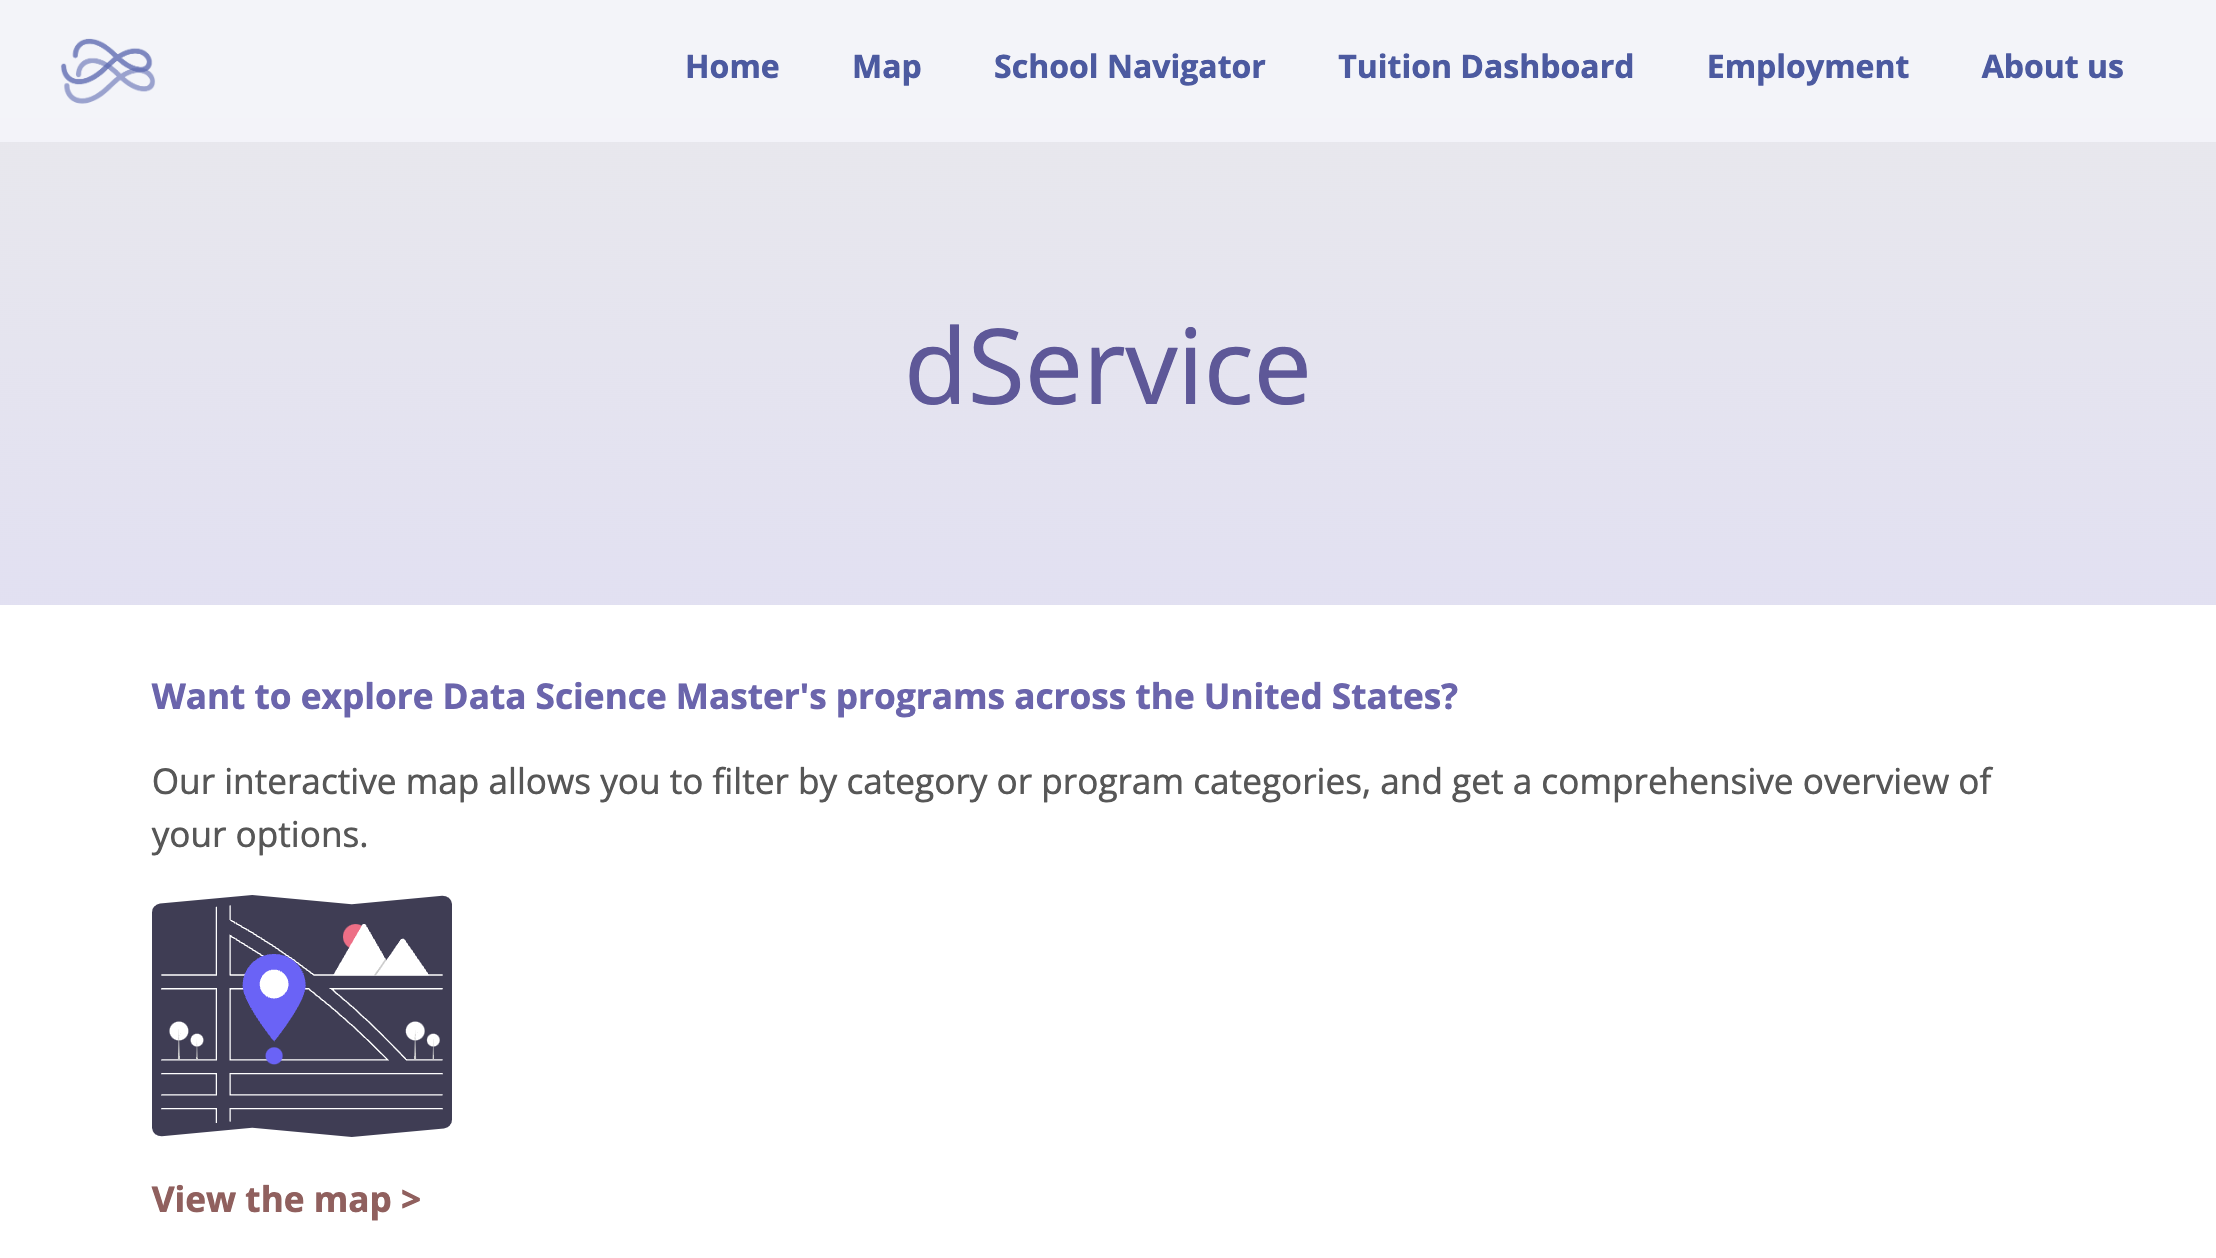 Home Map School Navigator Tuition Dashboard Employment About us
dService
Want to explore Data Science Master's programs across the United States?
Our interactive map allows you to filter by category or program categories, and get a comprehensive overview of
your options.
View the map >